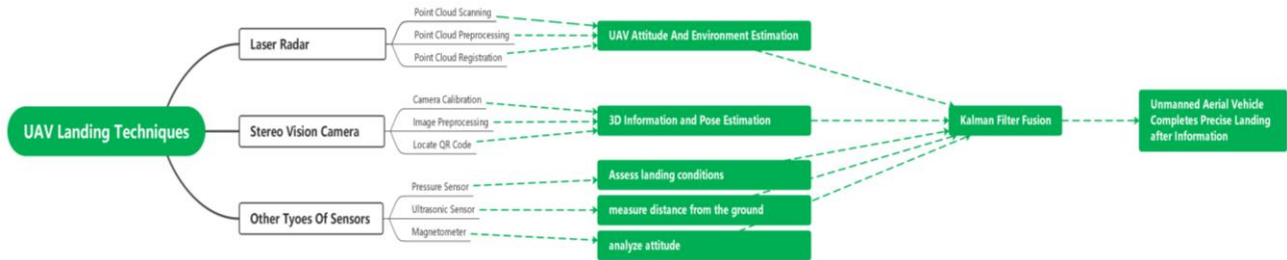 UAV Landing Techniques
Laser Radar
Point Cloud Scanning
Point Cloud Preprocessing
Point Cloud Registration
UAV Attitude And Environment Estimation
Stereo Vision Camera
Camera Calibration
Image Preprocessing
Locate QR Code
3D Information and Pose Estimation
Other Tyoes Of Sensors
Pressure Sensor
Ultrasonic Sensor
Magnetometer
Assess landing conditions
measure distance from the ground
analyze attitude
Kalman Filter Fusion
Unmanned Aerial Vehicle
Completes Precise Landing
after Information